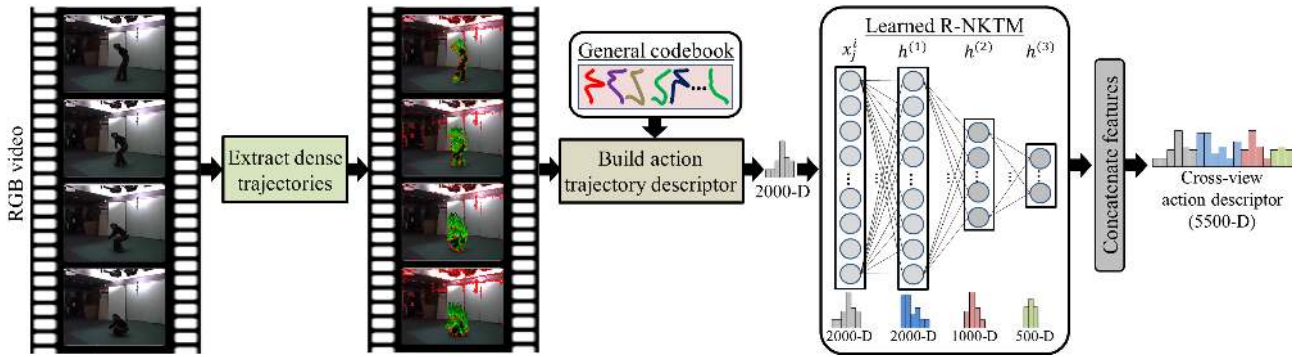 RGB video
Extract dense
trajectories
General codebook
...
Build action
trajectory descriptor
2000-D
Learned R-NKTM
x_j^i h^(1) h^(2) h^(3)
2000-D 2000-D 1000-D 500-D
Concatenate features
Cross-view
action descriptor
(5500-D)